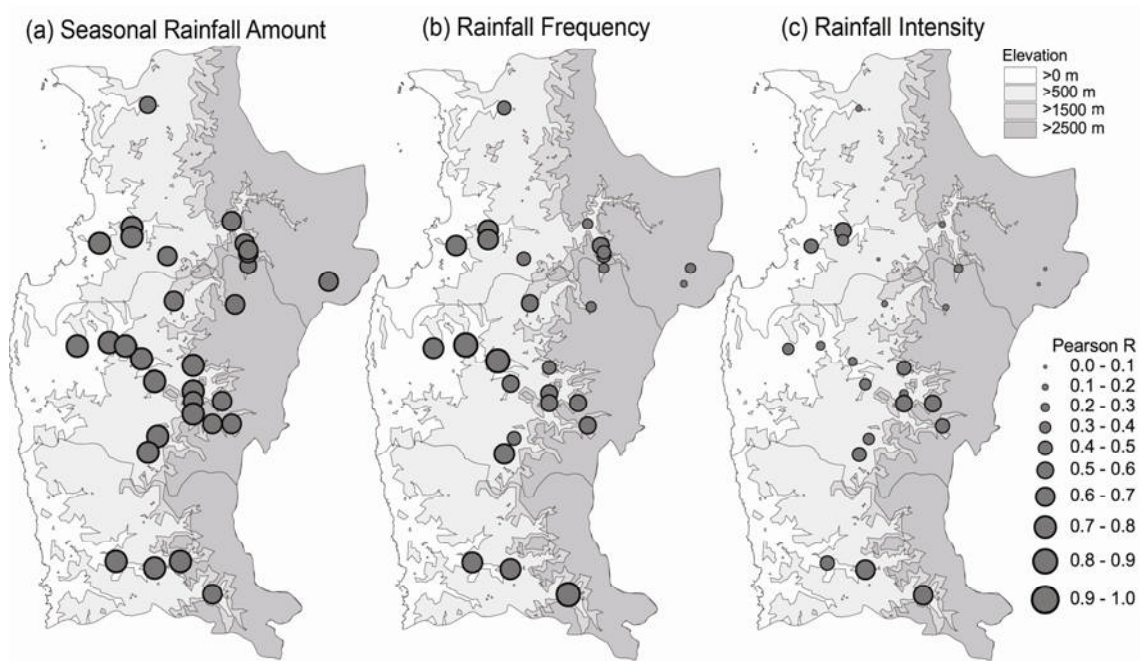 (a) Seasonal Rainfall Amount
(b) Rainfall Frequency
(c) Rainfall Intensity
Elevation
>0 m
>500 m
>1500 m
>2500 m
Pearson R
0.0 - 0.1
0.1 - 0.2
0.2 - 0.3
0.3 - 0.4
0.4 - 0.5
0.5 - 0.6
0.6 - 0.7
0.7 - 0.8
0.8 - 0.9
0.9 - 1.0